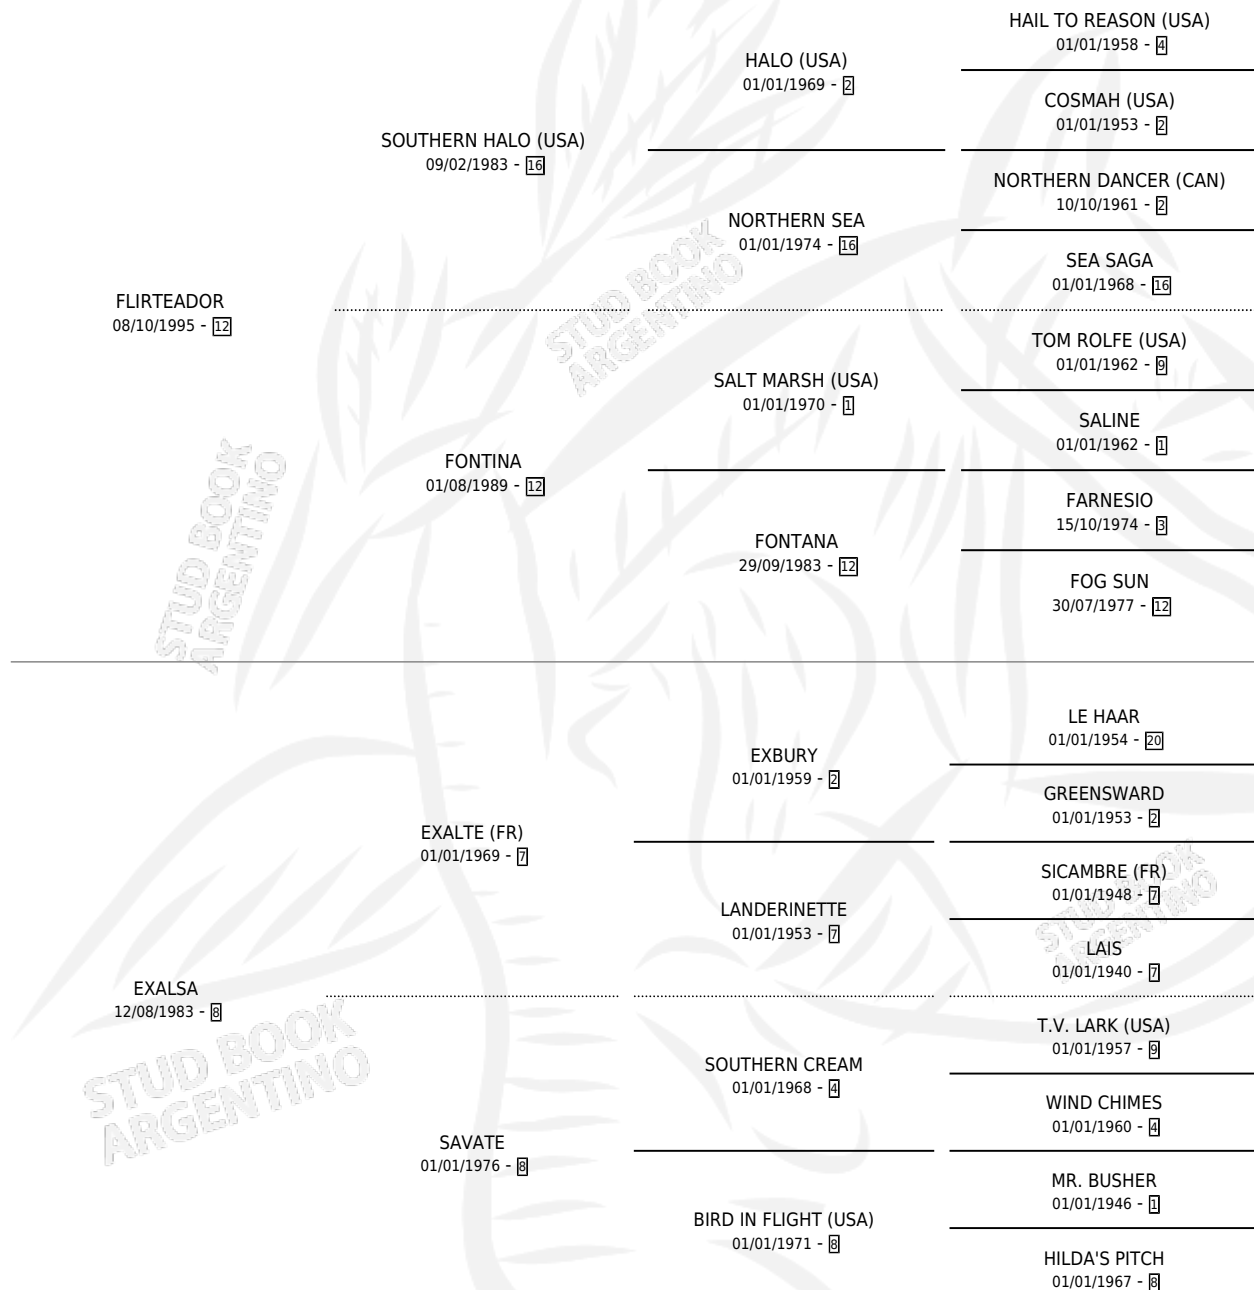 HAIL TO REASON (USA)
01/01/1958 - 4
HALO (USA)
01/01/1969 - 2
COSMAH (USA)
01/01/1953 - 2
SOUTHERN HALO (USA)
09/02/1983 - 16
NORTHERN DANCER (CAN)
10/10/1961 - 2
NORTHERN SEA
01/01/1974 - 16
SEA SAGA
01/01/1968 - 16
FLIRTEADOR
08/10/1995 - 12
STUD BOOK
ARGENTINO
TOM ROLFE (USA)
01/01/1962 - 9
SALT MARSH (USA)
01/01/1970 - 1
SALINE
01/01/1962 - 1
FONTINA
01/08/1989 - 12
FARNESIO
15/10/1974 - 3
FONTANA
29/09/1983 - 12
FOG SUN
30/07/1977 - 12
STUD BOOK
ARGENTINO
LE HAAR
01/01/1954 - 20
EXBURY
01/01/1959 - 2
GREENSWARD
01/01/1953 - 2
EXALTE (FR)
01/01/1969 - 7
SICAMBRE (FR)
01/01/1948 - 7
LANDERINETTE
01/01/1953 - 7
STUD BOOK
ARGENTINO
LAIS
01/01/1940 - 7
EXALSA
12/08/1983 - 8
STUD BOOK
ARGENTINO
T.V. LARK (USA)
01/01/1957 - 9
SOUTHERN CREAM
01/01/1968 - 4
WIND CHIMES
01/01/1960 - 4
SAVATE
01/01/1976 - 8
MR. BUSHER
01/01/1946 - 1
BIRD IN FLIGHT (USA)
01/01/1971 - 8
HILDA'S PITCH
01/01/1967 - 8